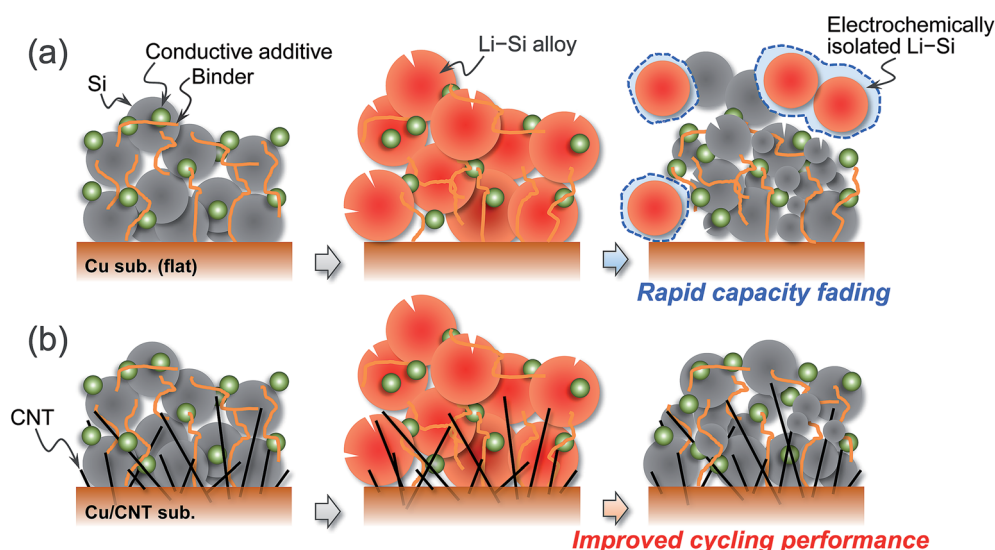 (a)
Conductive additive
Binder
Si
Li–Si alloy
Electrochemically
isolated Li–Si
Cu sub. (flat)
Rapid capacity fading
(b)
CNT
Cu/CNT sub.
Improved cycling performance